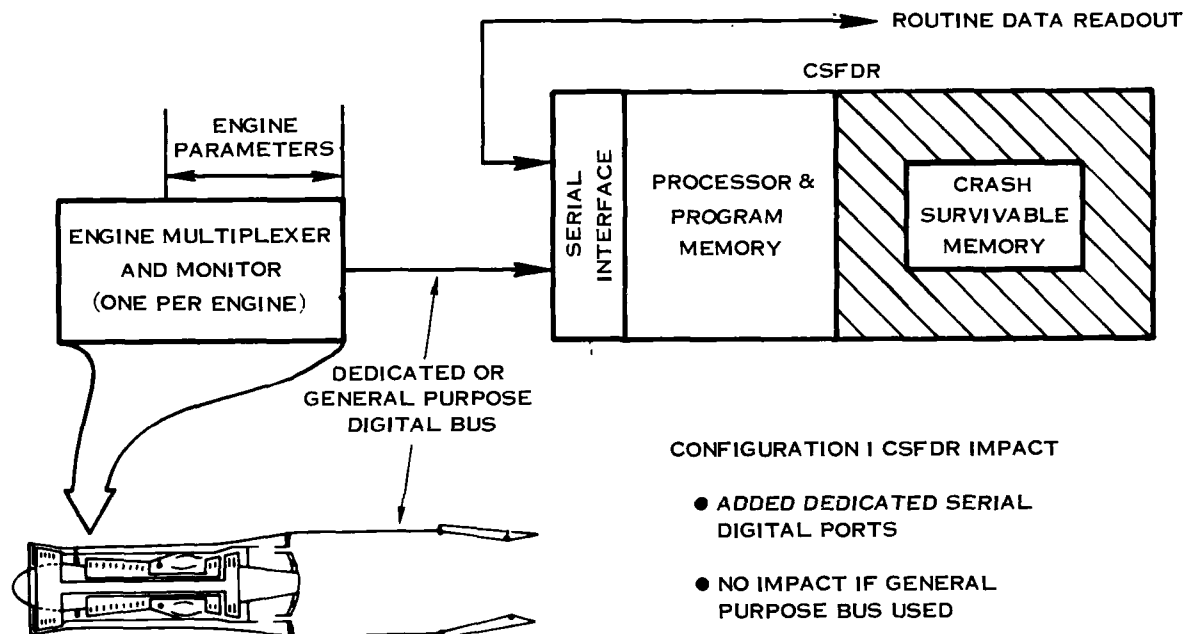 ROUTINE DATA READOUT
CSFDR
ENGINE
PARAMETERS
ENGINE MULTIPLEXER
AND MONITOR
(ONE PER ENGINE)
SERIAL
INTERFACE
PROCESSOR &
PROGRAM
MEMORY
CRASH
SURVIVABLE
MEMORY
DEDICATED OR
GENERAL PURPOSE
DIGITAL BUS
CONFIGURATION I CSFDR IMPACT
● ADDED DEDICATED SERIAL
DIGITAL PORTS
● NO IMPACT IF GENERAL
PURPOSE BUS USED